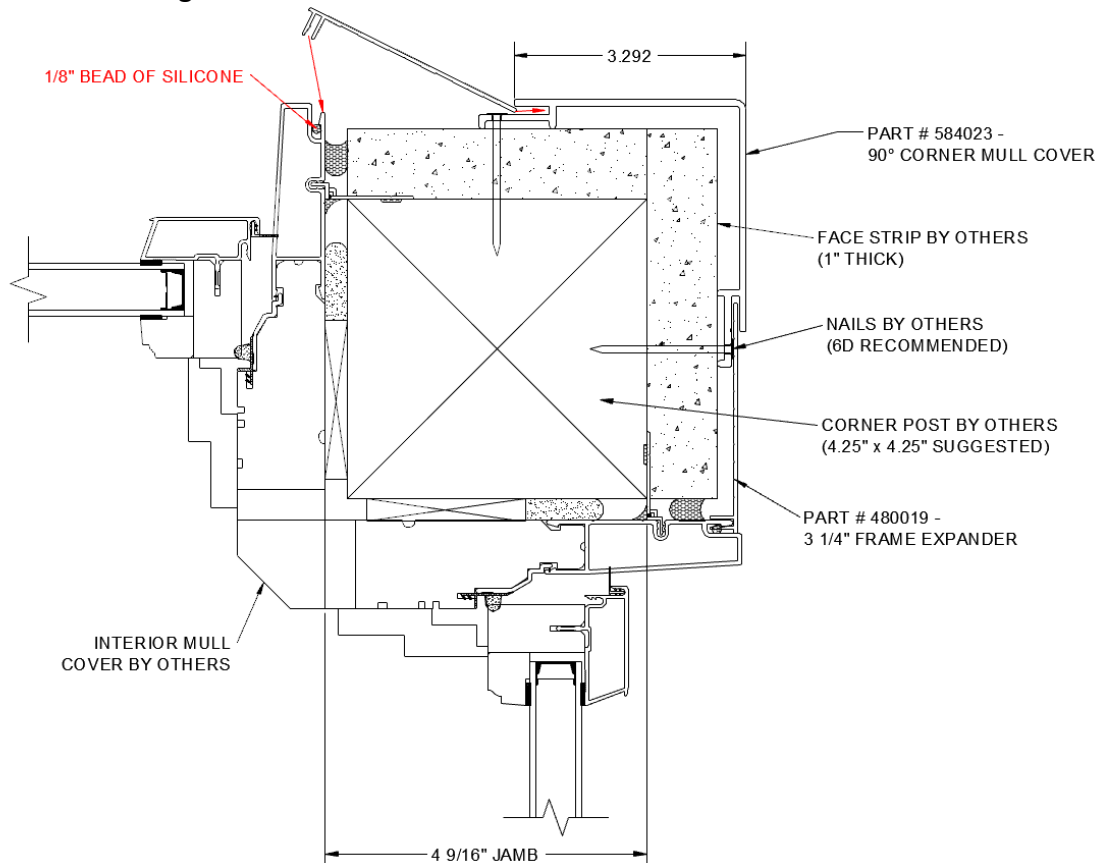 3.292
1/8" BEAD OF SILICONE
PART # 584023 -
90° CORNER MULL COVER
FACE STRIP BY OTHERS
(1" THICK)
NAILS BY OTHERS
(6D RECOMMENDED)
CORNER POST BY OTHERS
(4.25" x 4.25" SUGGESTED)
PART # 480019 -
3 1/4" FRAME EXPANDER
INTERIOR MULL
COVER BY OTHERS
4 9/16" JAMB